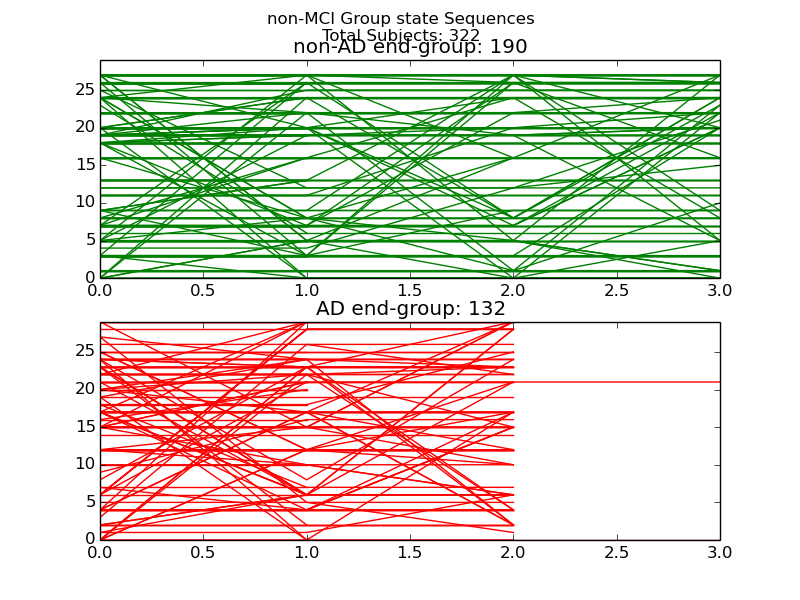 non-MCI Group state Sequences
Total Subjects: 322
non-AD end-group: 190
25
20
15
10
5
0
0.0 0.5 1.0 1.5 2.0 2.5 3.0
AD end-group: 132
25
20
15
10
5
0
0.0 0.5 1.0 1.5 2.0 2.5 3.0